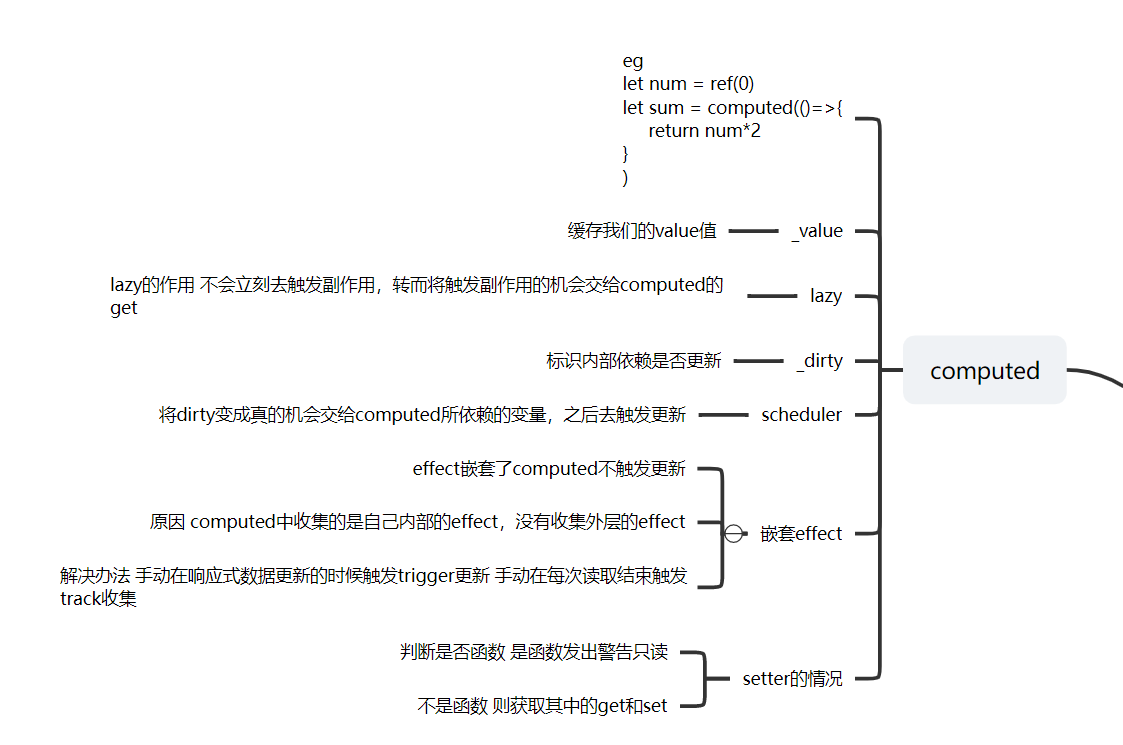 eg
let num = ref(0)
let sum = computed(()=>{
return num*2
}
)
缓存我们的value值
_value
lazy的作用 不会立刻去触发副作用，转而将触发副作用的机会交给computed的
get
lazy
标识内部依赖是否更新
_dirty
computed
将dirty变成真的机会交给computed所依赖的变量，之后去触发更新
scheduler
effect嵌套了computed不触发更新
原因 computed中收集的是自己内部的effect，没有收集外层的effect
嵌套effect
解决办法 手动在响应式数据更新的时候触发trigger更新 手动在每次读取结束触发
track收集
判断是否函数 是函数发出警告只读
setter的情况
不是函数 则获取其中的get和set